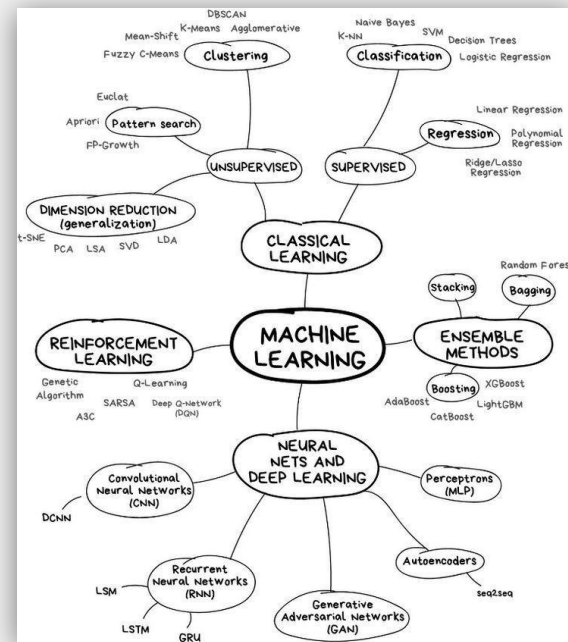 DBSCAN
K-Means
Agglomerative
Mean-Shift
Fuzzy C-Means
Clustering
Naive Bayes
K-NN
SVM
Decision Trees
Logistic Regression
Classification
Euclat
Apriori
Pattern search
FP-Growth
Linear Regression
Regression
Polynomial
Regression
Ridge/Lasso
Regression
UNSUPERVISED
SUPERVISED
DIMENSION REDUCTION
(generalization)
t-SNE
PCA
LSA
SVD
LDA
CLASSICAL
LEARNING
Random Fores
Stacking
Bagging
MACHINE
LEARNING
REINFORCEMENT
LEARNING
ENSEMBLE
METHODS
Genetic
Algorithm
Q-Learning
SARSA
Deep Q-Network
(DQN)
A3C
Boosting
XGBoost
AdaBoost
LightGBM
CatBoost
NEURAL
NETS AND
DEEP LEARNING
Convolutional
Neural Networks
(CNN)
DCNN
Perceptrons
(MLP)
Recurrent
Neural Networks
(RNN)
LSM
LSTM
GRU
Autoencoders
seq2seq
Generative
Adversarial Networks
(GAN)